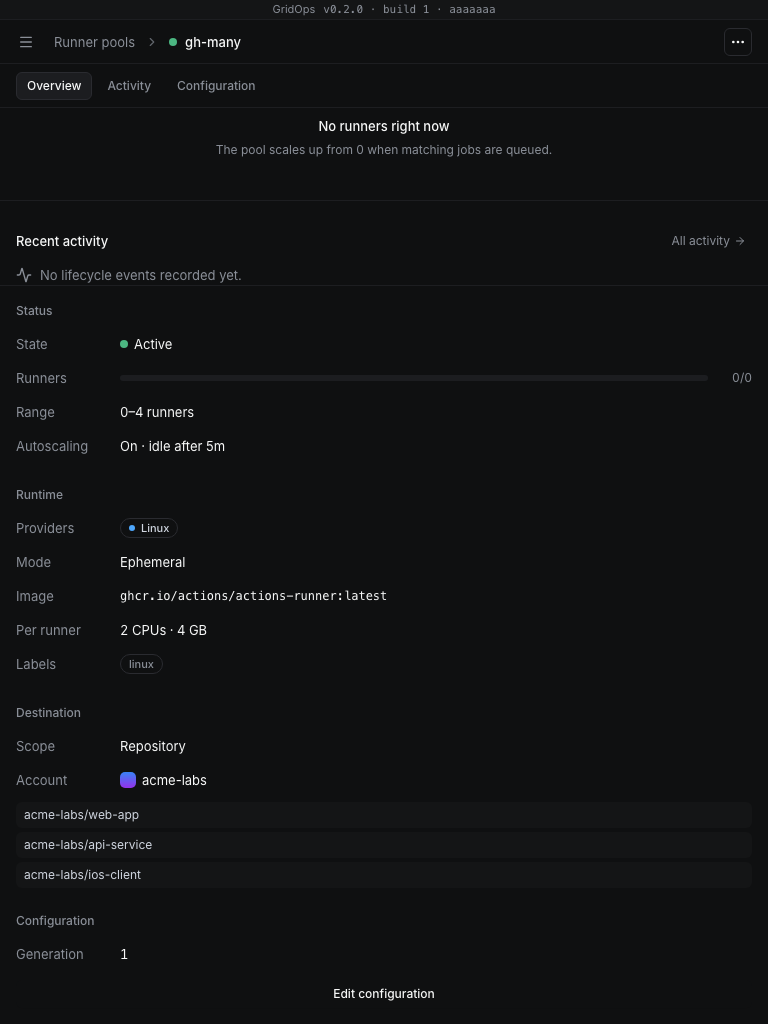 GridOps v0.2.0 · build 1 · aaaaaaa
Runner pools > gh-many
Overview Activity Configuration
No runners right now
The pool scales up from 0 when matching jobs are queued.
Recent activity All activity →
No lifecycle events recorded yet.
Status
State Active
Runners 0/0
Range 0–4 runners
Autoscaling On · idle after 5m
Runtime
Providers Linux
Mode Ephemeral
Image ghcr.io/actions/actions-runner:latest
Per runner 2 CPUs · 4 GB
Labels linux
Destination
Scope Repository
Account acme-labs
acme-labs/web-app
acme-labs/api-service
acme-labs/ios-client
Configuration
Generation 1
Edit configuration